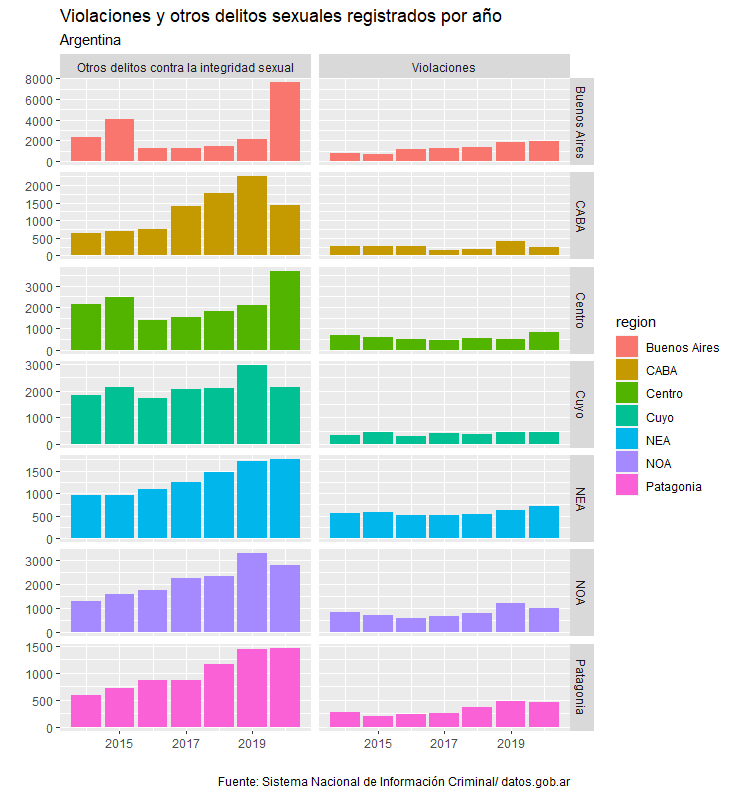 Violaciones y otros delitos sexuales registrados por año
Argentina
Otros delitos contra la integridad sexual
Violaciones
8000
6000
4000
2000
0
Buenos Aires
2000
1500
1000
500
0
CABA
3000
2000
1000
0
Centro
3000
2000
1000
0
Cuyo
1500
1000
500
0
NEA
3000
2000
1000
0
NOA
1500
1000
500
0
Patagonia
2015 2017 2019
2015 2017 2019
region
Buenos Aires
CABA
Centro
Cuyo
NEA
NOA
Patagonia
Fuente: Sistema Nacional de Información Criminal/ datos.gob.ar